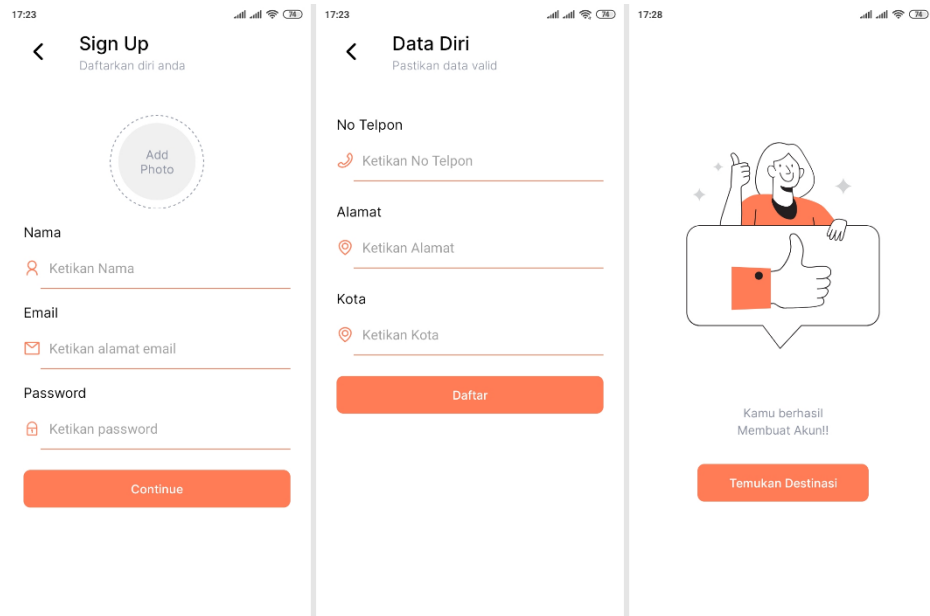 17:23
74
Sign Up
Daftarkan diri anda
Add
Photo
Nama
Ketikan Nama
Email
Ketikan alamat email
Password
Ketikan password
Continue
17:23
74
Data Diri
Pastikan data valid
No Telpon
Ketikan No Telpon
Alamat
Ketikan Alamat
Kota
Ketikan Kota
Daftar
17:28
74
Kamu berhasil
Membuat Akun!!
Temukan Destinasi